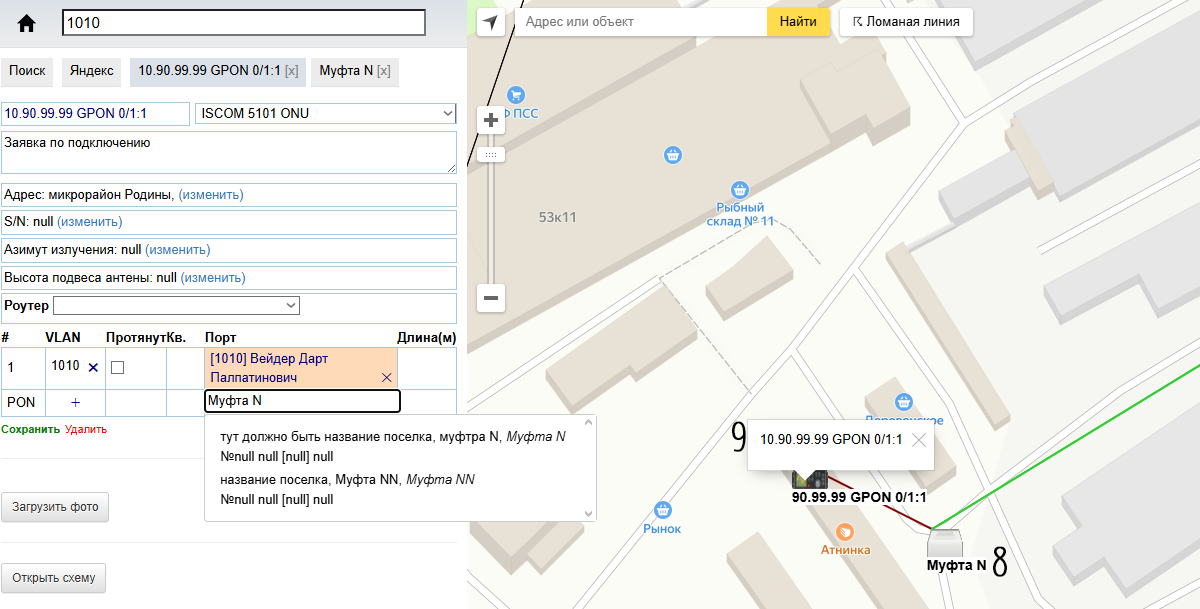 1010
Адрес или объект
Найти
Ломаная линия
Поиск
Яндекс
10.90.99.99 GPON 0/1:1 [x]
Муфта N [x]
10.90.99.99 GPON 0/1:1
ISCOM 5101 ONU
Заявка по подключению
Адрес: микрорайон Родины, (изменить)
S/N: null (изменить)
Азимут излучения: null (изменить)
Высота подвеса антены: null (изменить)
Роутер
# VLAN Протянут Кв. Порт Длина(м)
1 1010 × [1010] Вейдер Дарт
Палпатинович ×
PON + Муфта N
Сохранить Удалить
тут должно быть название поселка, муфтра N, Муфта N
№null null [null] null
название поселка, Муфта NN, Муфта NN
№null null [null] null
Загрузить фото
Открыть схему
ПСС
53к11
Рыбный
склад № 11
9
10.90.99.99 GPON 0/1:1
90.99.99 GPON 0/1:1
Рынок
Атнинка
Муфта N 8